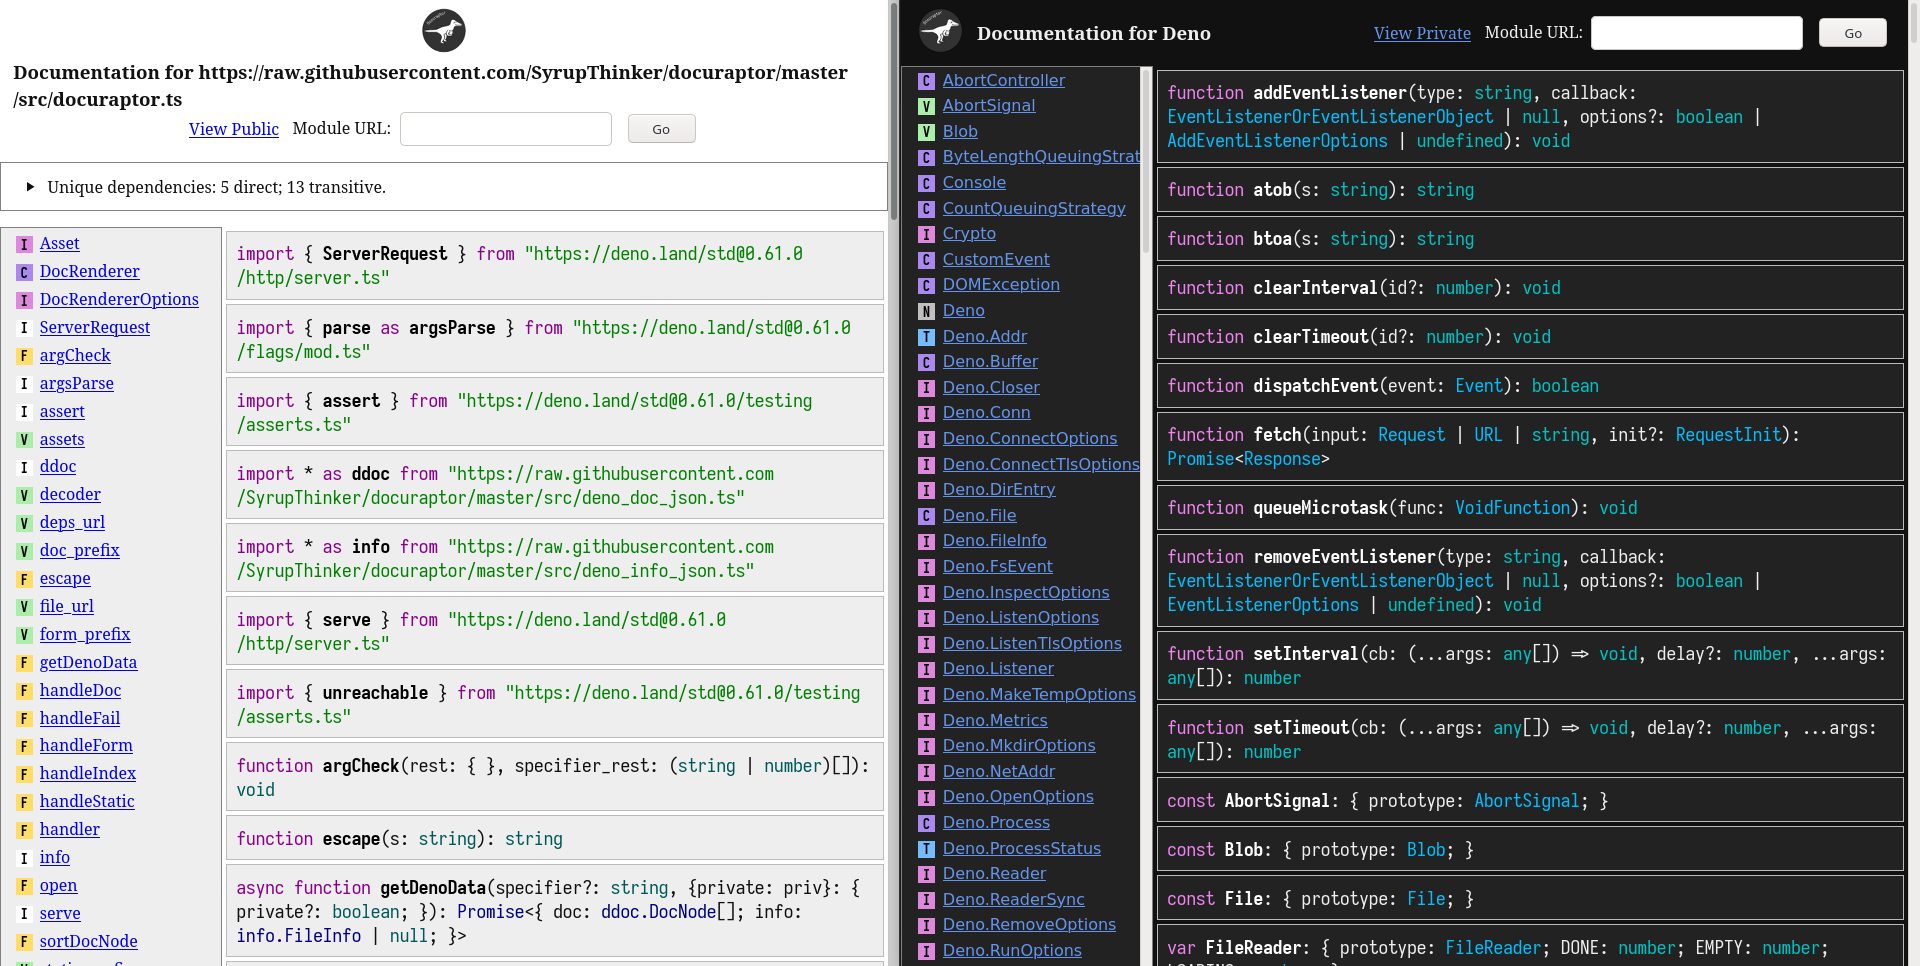 Documentation for https://raw.githubusercontent.com/SyrupThinker/docuraptor/master
/src/docuraptor.ts
View Public Module URL: Go
Unique dependencies: 5 direct; 13 transitive.
I Asset
C DocRenderer
I DocRendererOptions
I ServerRequest
F argCheck
I argsParse
I assert
V assets
I ddoc
V decoder
V deps_url
V doc_prefix
F escape
V file_url
V form_prefix
F getDenoData
F handleDoc
F handleFail
F handleForm
F handleIndex
F handleStatic
F handler
I info
F open
I serve
F sortDocNode
import { ServerRequest } from "https://deno.land/std@0.61.0
/http/server.ts"
import { parse as argsParse } from "https://deno.land/std@0.61.0
/flags/mod.ts"
import { assert } from "https://deno.land/std@0.61.0/testing
/asserts.ts"
import * as ddoc from "https://raw.githubusercontent.com
/SyrupThinker/docuraptor/master/src/deno_doc_json.ts"
import * as info from "https://raw.githubusercontent.com
/SyrupThinker/docuraptor/master/src/deno_info_json.ts"
import { serve } from "https://deno.land/std@0.61.0
/http/server.ts"
import { unreachable } from "https://deno.land/std@0.61.0/testing
/asserts.ts"
function argCheck(rest: { }, specifier_rest: (string | number)[]):
void
function escape(s: string): string
async function getDenoData(specifier?: string, {private: priv}: {
private?: boolean; }): Promise<{ doc: ddoc.DocNode[]; info:
info.FileInfo | null; }>
Documentation for Deno
View Private Module URL: Go
C AbortController
V AbortSignal
V Blob
C ByteLengthQueuingStrat
C Console
C CountQueuingStrategy
I Crypto
C CustomEvent
C DOMException
N Deno
T Deno.Addr
C Deno.Buffer
I Deno.Closer
I Deno.Conn
I Deno.ConnectOptions
I Deno.ConnectTlsOptions
I Deno.DirEntry
C Deno.File
I Deno.FileInfo
I Deno.FsEvent
I Deno.InspectOptions
I Deno.ListenOptions
I Deno.ListenTlsOptions
I Deno.Listener
I Deno.MakeTempOptions
I Deno.Metrics
I Deno.MkdirOptions
I Deno.NetAddr
I Deno.OpenOptions
C Deno.Process
T Deno.ProcessStatus
I Deno.Reader
I Deno.ReaderSync
I Deno.RemoveOptions
I Deno.RunOptions
function addEventListener(type: string, callback:
EventListenerOrEventListenerObject | null, options?: boolean |
AddEventListenerOptions | undefined): void
function atob(s: string): string
function btoa(s: string): string
function clearInterval(id?: number): void
function clearTimeout(id?: number): void
function dispatchEvent(event: Event): boolean
function fetch(input: Request | URL | string, init?: RequestInit):
Promise<Response>
function queueMicrotask(func: VoidFunction): void
function removeEventListener(type: string, callback:
EventListenerOrEventListenerObject | null, options?: boolean |
EventListenerOptions | undefined): void
function setInterval(cb: (...args: any[]) => void, delay?: number, ...args:
any[]): number
function setTimeout(cb: (...args: any[]) => void, delay?: number, ...args:
any[]): number
const AbortSignal: { prototype: AbortSignal; }
const Blob: { prototype: Blob; }
const File: { prototype: File; }
var FileReader: { prototype: FileReader; DONE: number; EMPTY: number;